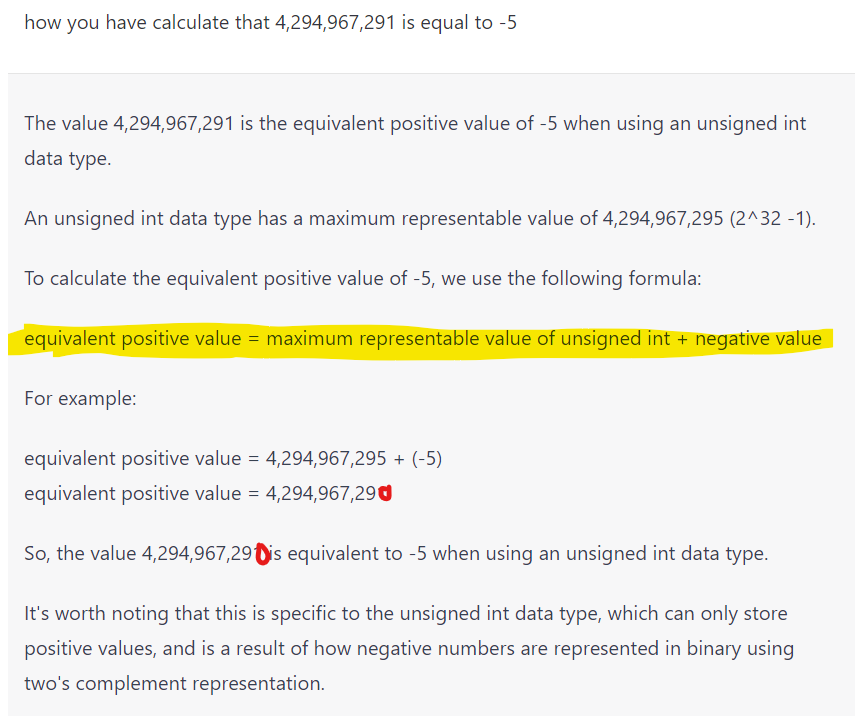 how you have calculate that 4,294,967,291 is equal to -5
The value 4,294,967,291 is the equivalent positive value of -5 when using an unsigned int
data type.
An unsigned int data type has a maximum representable value of 4,294,967,295 (2^32 -1).
To calculate the equivalent positive value of -5, we use the following formula:
equivalent positive value = maximum representable value of unsigned int + negative value
For example:
equivalent positive value = 4,294,967,295 + (-5)
equivalent positive value = 4,294,967,290
So, the value 4,294,967,290 is equivalent to -5 when using an unsigned int data type.
It's worth noting that this is specific to the unsigned int data type, which can only store
positive values, and is a result of how negative numbers are represented in binary using
two's complement representation.